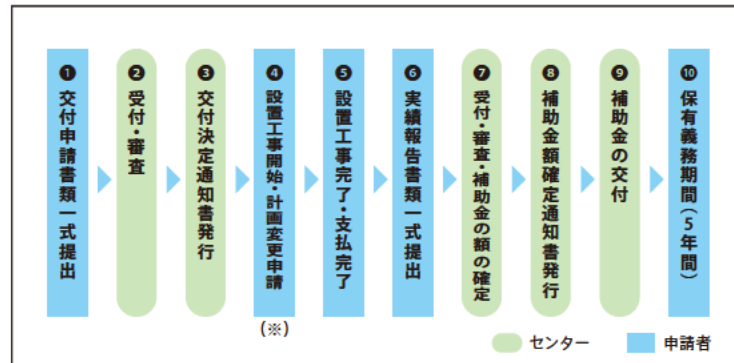 ❶交付申請書類一式提出
❷受付・審査
❸交付決定通知書発行
❹設置工事開始・計画変更申請
❺設置工事完了・支払完了
❻実績報告書類一式提出
❼受付・審査・補助金の額の確定
❽補助金額確定通知書発行
❾補助金の交付
❿保有義務期間(5年間)
(※)
センター
申請者